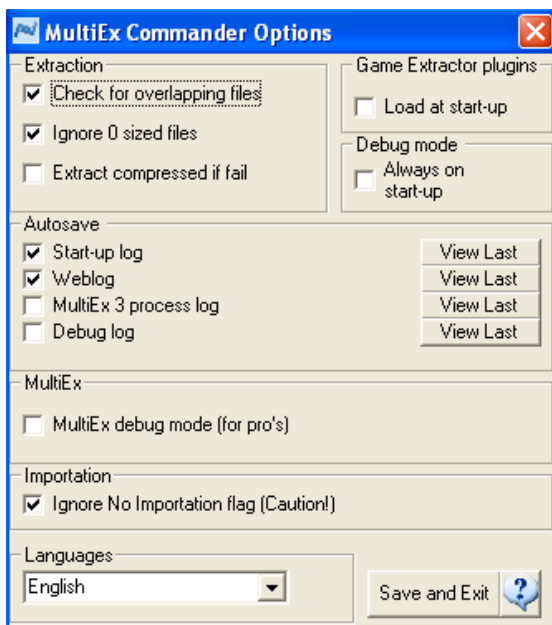 MultiEx Commander Options
Extraction
Check for overlapping files
Ignore 0 sized files
Extract compressed if fail
Game Extractor plugins
Load at start-up
Debug mode
Always on
start-up
Autosave
Start-up log
View Last
Weblog
View Last
MultiEx 3 process log
View Last
Debug log
View Last
MultiEx
MultiEx debug mode (for pro's)
Importation
Ignore No Importation flag (Caution!)
Languages
English
Save and Exit
?